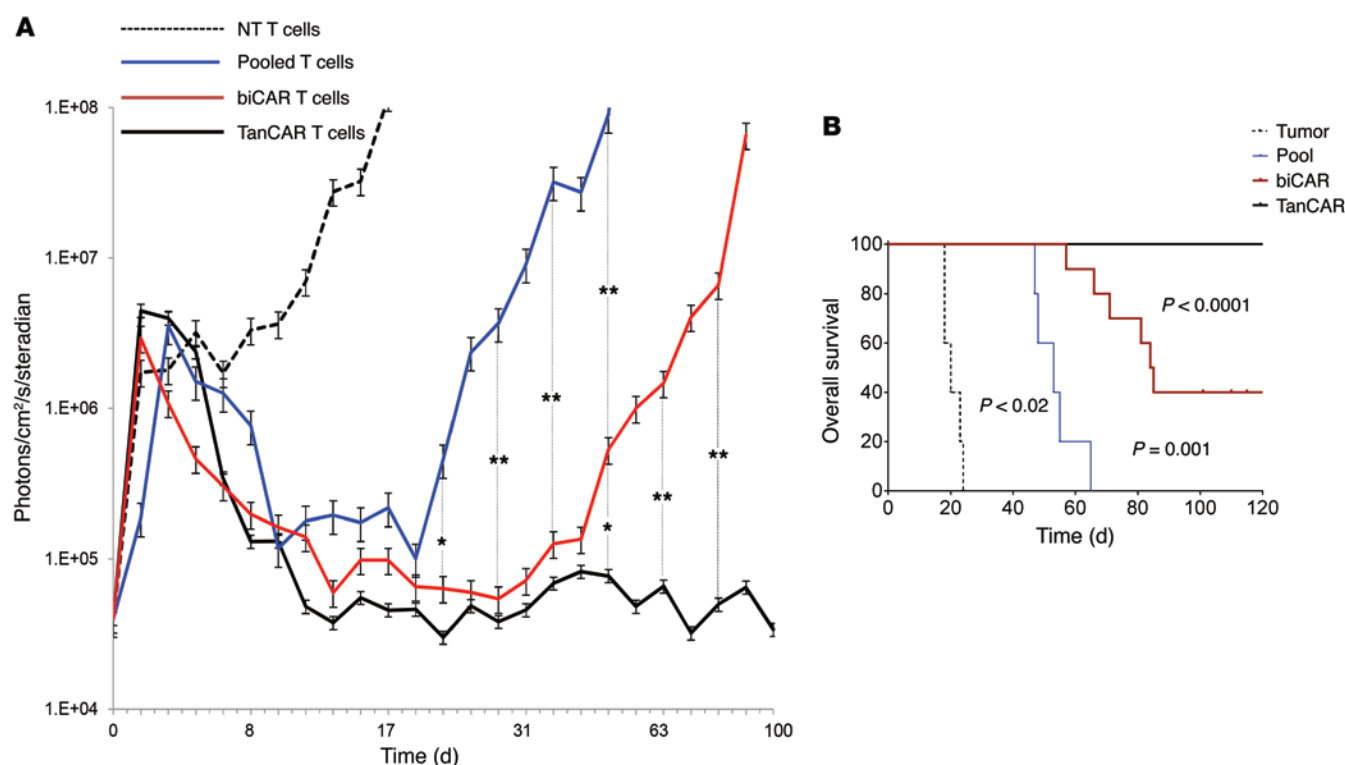 A
NT T cells
Pooled T cells
biCAR T cells
TanCAR T cells
1.E+08
1.E+07
1.E+06
1.E+05
1.E+04
Photons/cm²/s/steradian
*
**
**
**
*
**
**
0 8 17 31 63 100
Time (d)
B
Tumor
Pool
biCAR
TanCAR
100
80
60
40
20
0
Overall survival
P < 0.0001
P < 0.02
P = 0.001
0 20 40 60 80 100 120
Time (d)